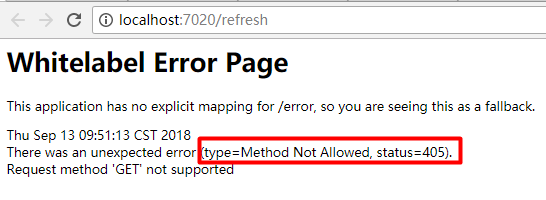 localhost:7020/refresh
Whitelabel Error Page
This application has no explicit mapping for /error, so you are seeing this as a fallback.
Thu Sep 13 09:51:13 CST 2018
There was an unexpected error (type=Method Not Allowed, status=405).
Request method 'GET' not supported